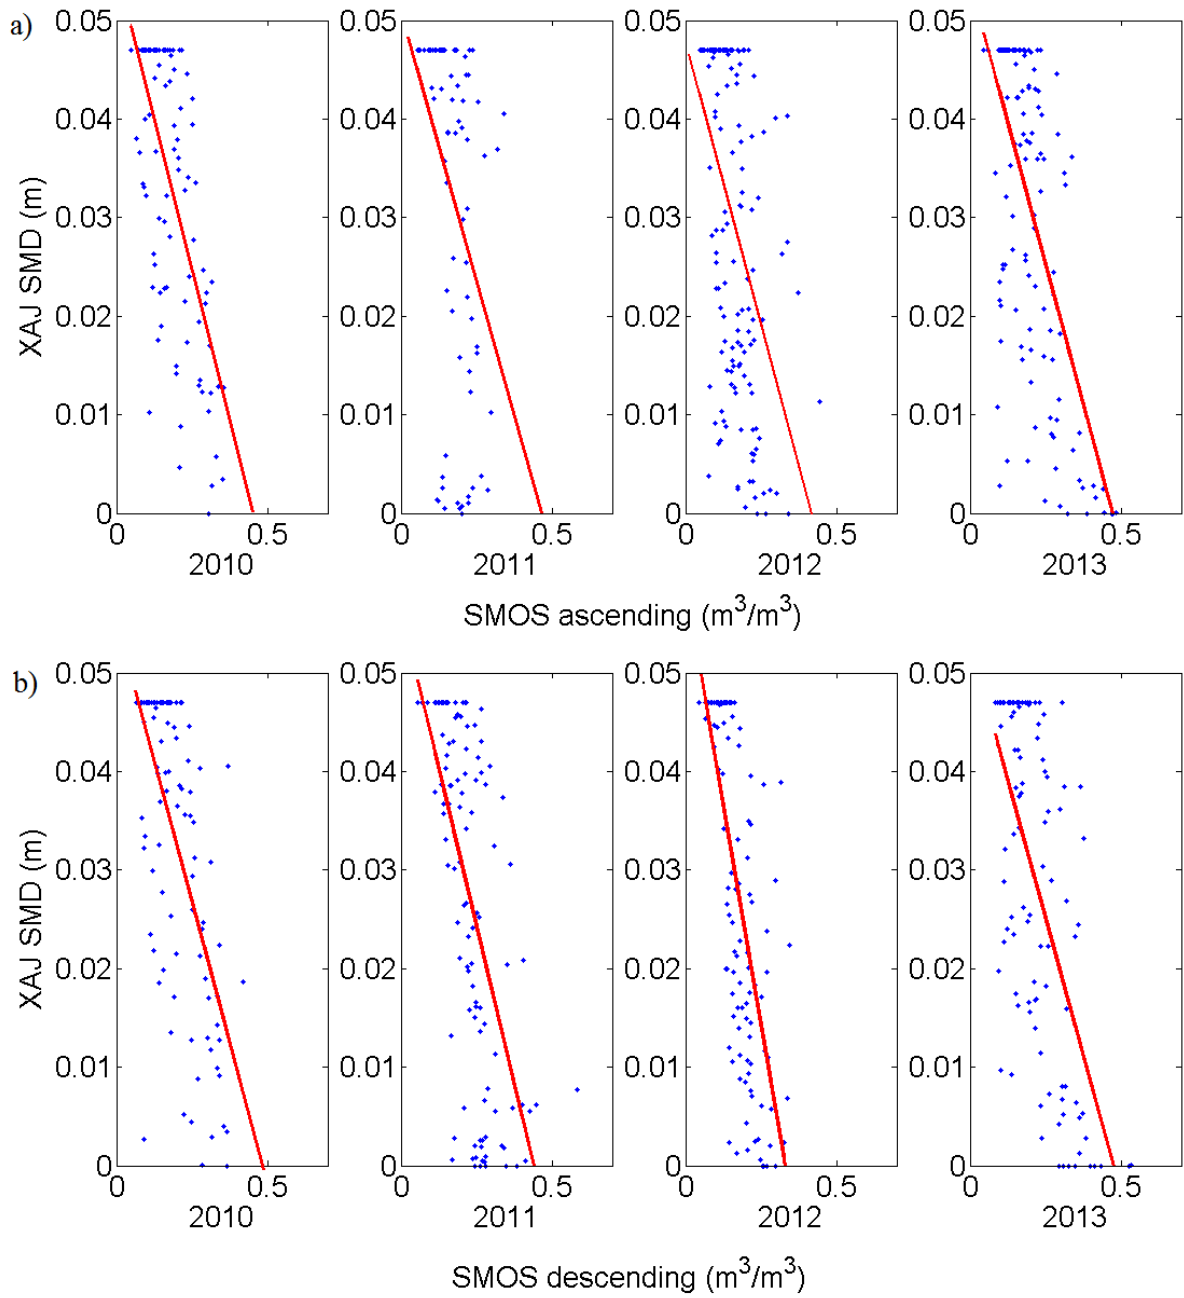 a)
XAJ SMD (m)
0.05 0.05 0.05 0.05
0.04 0.04 0.04 0.04
0.03 0.03 0.03 0.03
0.02 0.02 0.02 0.02
0.01 0.01 0.01 0.01
0 0 0 0
0 0.5 0 0.5 0 0.5 0 0.5
2010 2011 2012 2013
SMOS ascending (m³/m³)
b)
XAJ SMD (m)
0.05 0.05 0.05 0.05
0.04 0.04 0.04 0.04
0.03 0.03 0.03 0.03
0.02 0.02 0.02 0.02
0.01 0.01 0.01 0.01
0 0 0 0
0 0.5 0 0.5 0 0.5 0 0.5
2010 2011 2012 2013
SMOS descending (m³/m³)